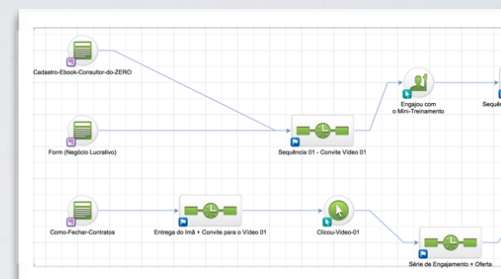 Cadastro-Ebook-Consultor-do-ZERO
Engajou com
o-Mini-Treinamento
Form (Negócio Lucrativo)
Sequência 01 - Convite Vídeo 01
Como-Fechar-Contratos
Entrega do Imã + Convite para o Vídeo 01
Clicou-Video-01
Série de Engajamento + Oferta